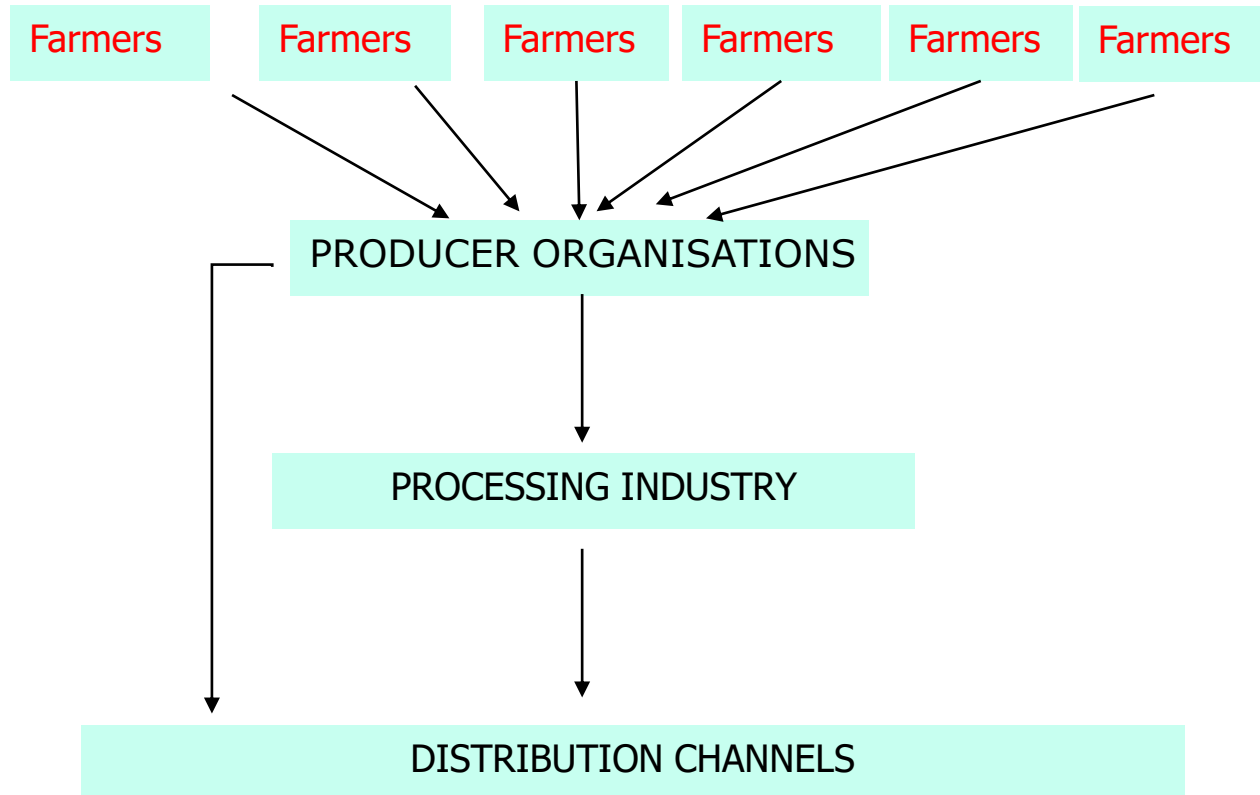 Farmers
Farmers
Farmers
Farmers
Farmers
Farmers
PRODUCER ORGANISATIONS
PROCESSING INDUSTRY
DISTRIBUTION CHANNELS